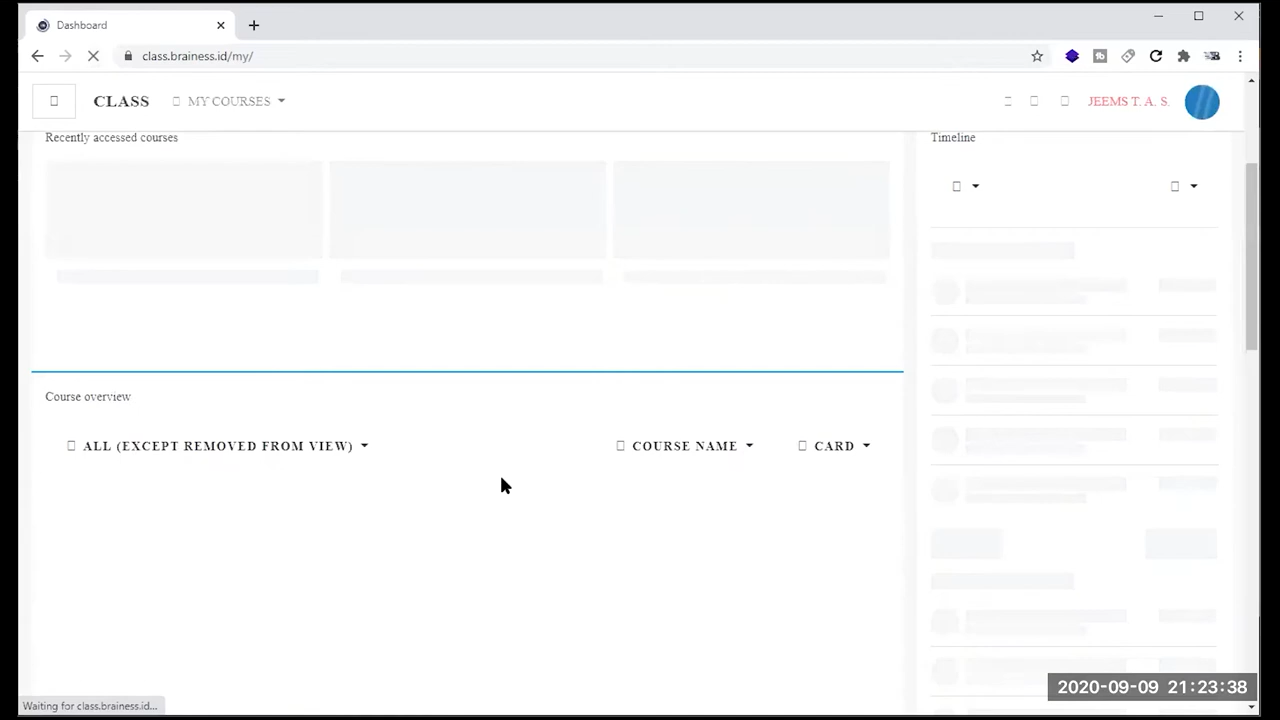 Dashboard
class.brainess.id/my/
CLASS
MY COURSES
JEEMS T. A. S.
Recently accessed courses
Timeline
Course overview
ALL (EXCEPT REMOVED FROM VIEW)
COURSE NAME
CARD
Waiting for class.brainess.id...
2020-09-09 21:23:38